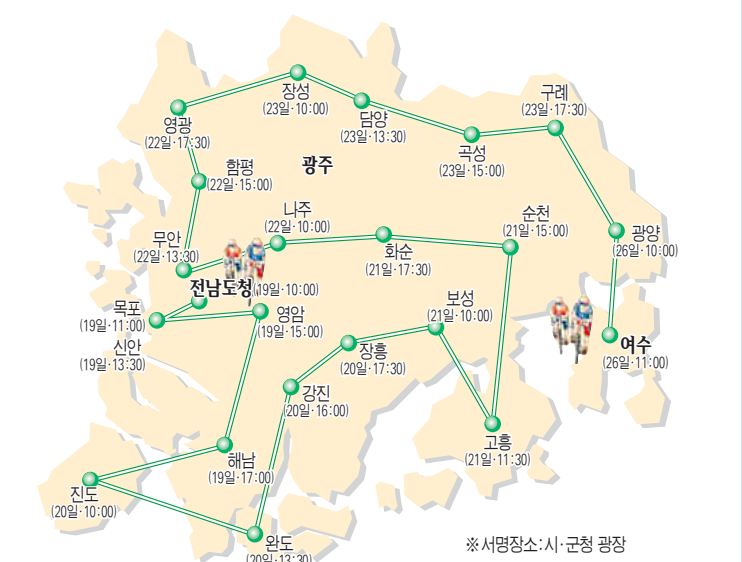 장성
(23일·10:00)
구례
(23일·17:30)
담양
(23일·13:30)
영광
(22일·17:30)
곡성
(23일·15:00)
함평
(22일·15:00)
광주
나주
(22일·10:00)
순천
(21일·15:00)
무안
(22일·13:30)
화순
(21일·17:30)
광양
(26일·10:00)
전남도청(19일·10:00)
목포
(19일·11:00)
영암
(19일·15:00)
보성
(21일·10:00)
신안
(19일·13:30)
장흥
(20일·17:30)
여수
(26일·11:00)
강진
(20일·16:00)
고흥
(21일·11:30)
해남
(19일·17:00)
진도
(20일·10:00)
완도
(20일·13:30)
※서명장소:시·군청 광장